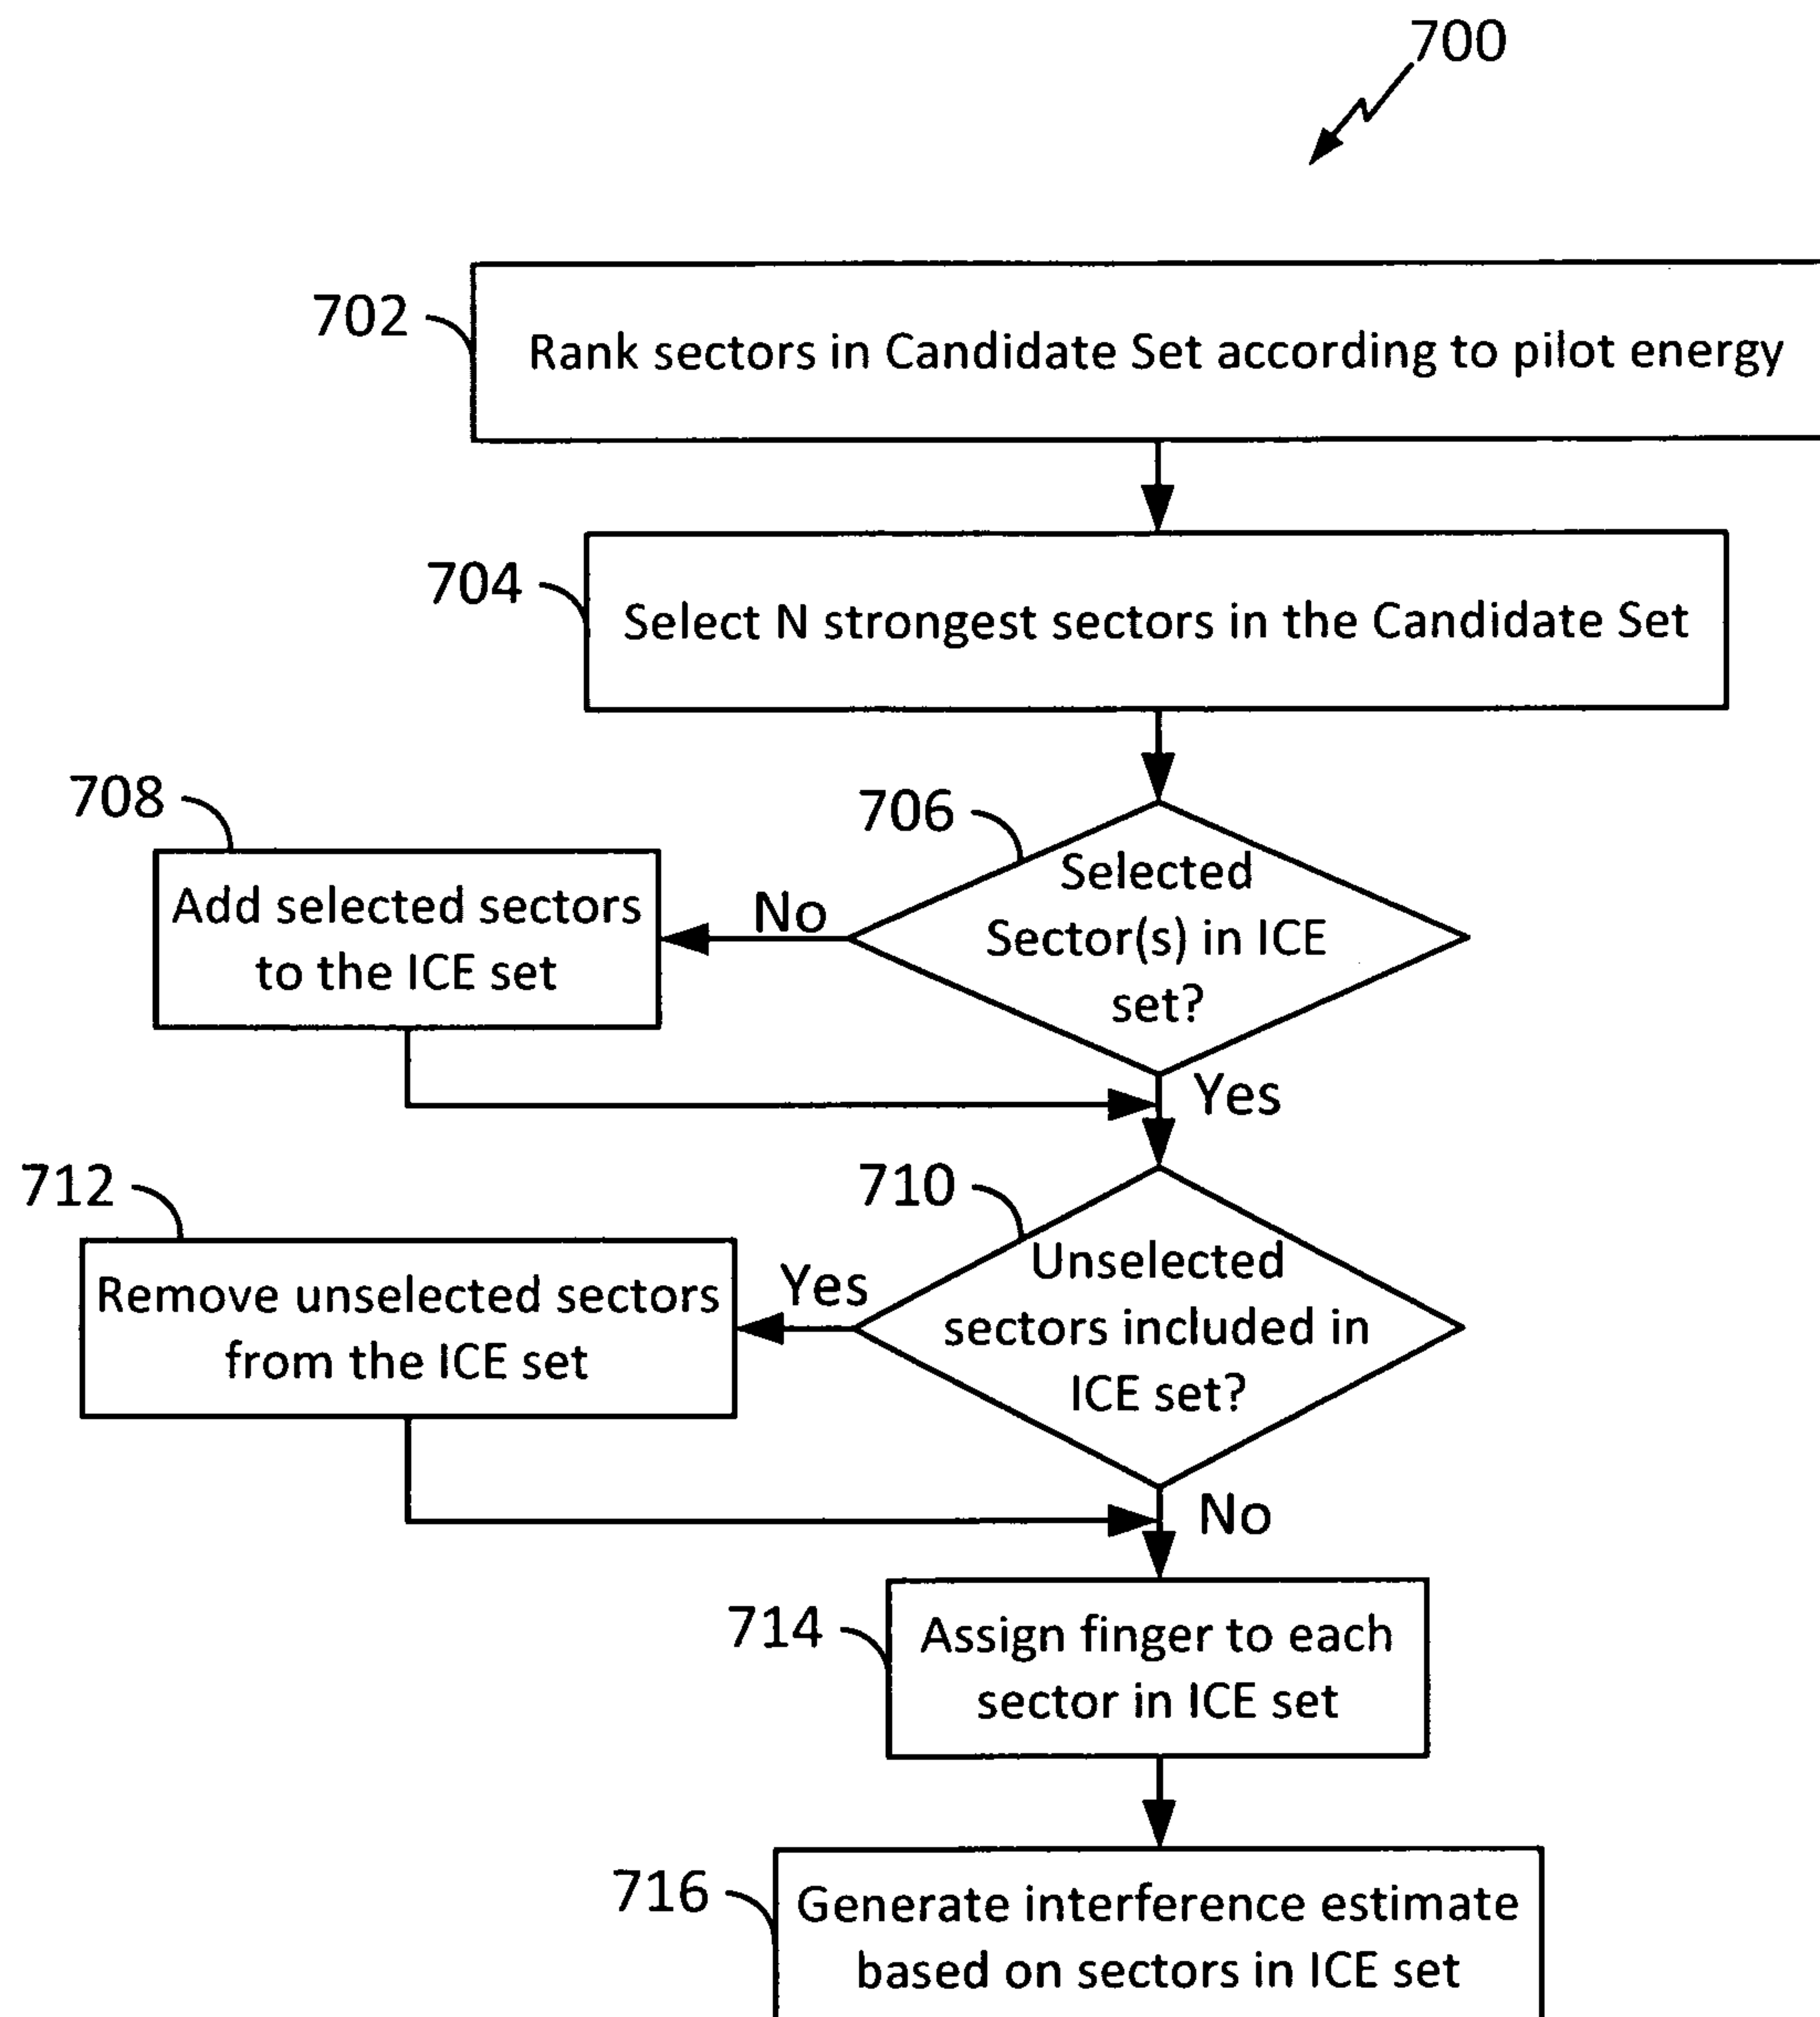 700
702
Rank sectors in Candidate Set according to pilot energy
704
Select N strongest sectors in the Candidate Set
706
Selected
Sector(s) in ICE
set?
No
708
Add selected sectors
to the ICE set
Yes
710
Unselected
sectors included in
ICE set?
Yes
712
Remove unselected sectors
from the ICE set
No
714
Assign finger to each
sector in ICE set
716
Generate interference estimate
based on sectors in ICE set